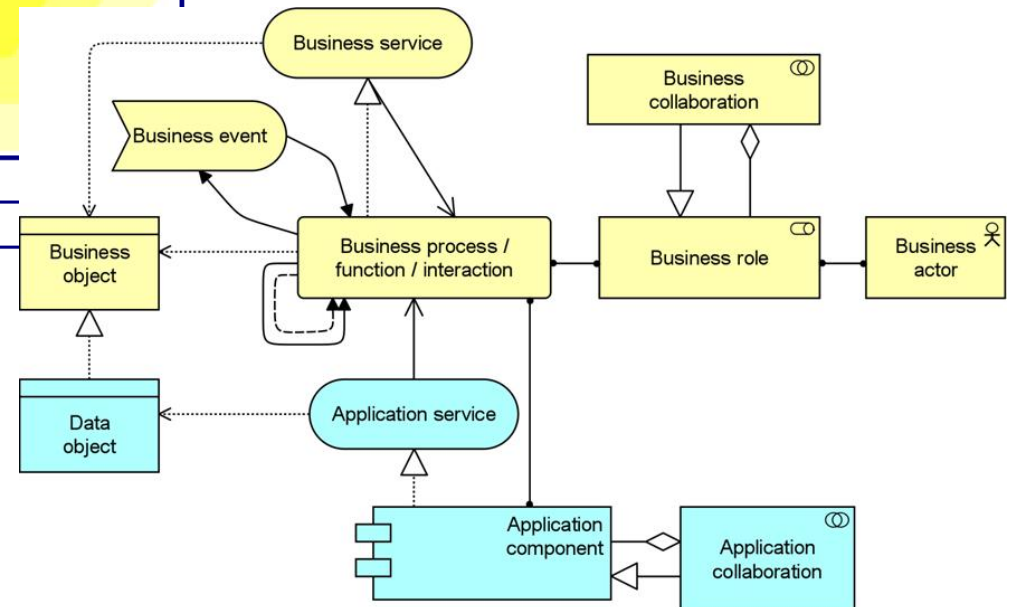 Business service
Business
collaboration
Business event
Business
object
Business process /
function / interaction
Business role
Business
actor
Data
object
Application service
Application
component
Application
collaboration